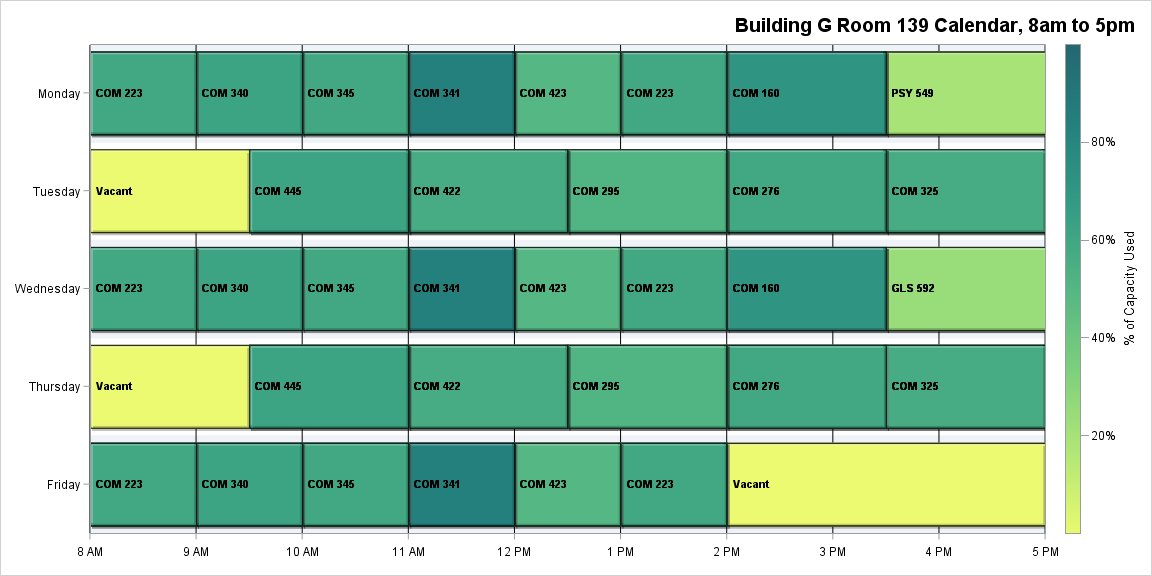 Building G Room 139 Calendar, 8am to 5pm
Monday COM 223 COM 340 COM 345 COM 341 COM 423 COM 223 COM 160 PSY 549
80%
Tuesday Vacant COM 445 COM 422 COM 295 COM 276 COM 325
60%
% of Capacity Used
Wednesday COM 223 COM 340 COM 345 COM 341 COM 423 COM 223 COM 160 GLS 592
40%
Thursday Vacant COM 445 COM 422 COM 295 COM 276 COM 325
20%
Friday COM 223 COM 340 COM 345 COM 341 COM 423 COM 223 Vacant
8 AM 9 AM 10 AM 11 AM 12 PM 1 PM 2 PM 3 PM 4 PM 5 PM